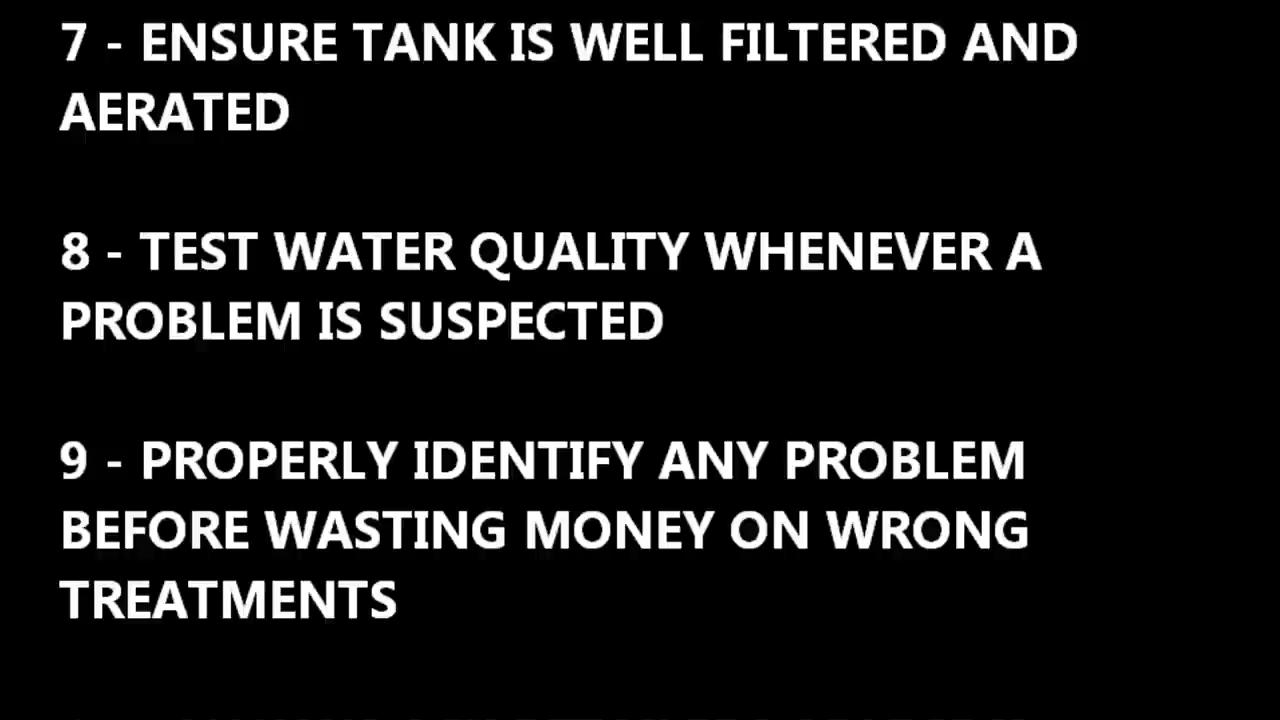 7 - ENSURE TANK IS WELL FILTERED AND
AERATED
8 - TEST WATER QUALITY WHENEVER A
PROBLEM IS SUSPECTED
9 - PROPERLY IDENTIFY ANY PROBLEM
BEFORE WASTING MONEY ON WRONG
TREATMENTS